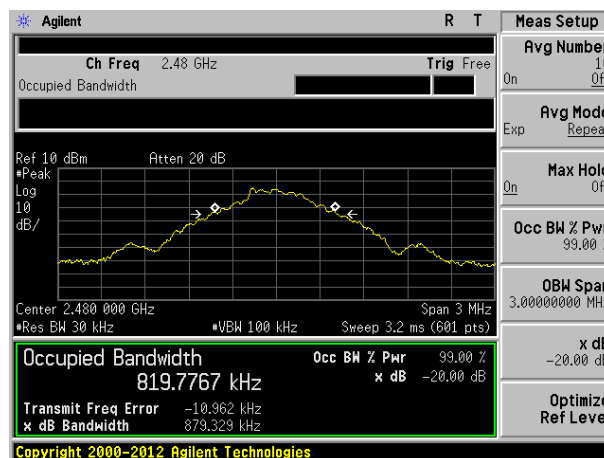 Agilent R T
Ch Freq 2.48 GHz Trig Free
Occupied Bandwidth
Ref 10 dBm Atten 20 dB
#Peak
Log
10
dB/
Center 2.480 000 GHz Span 3 MHz
#Res BW 30 kHz #VBW 100 kHz Sweep 3.2 ms (601 pts)
Occupied Bandwidth Occ BW % Pwr 99.00 %
819.7767 kHz x dB -20.00 dB
Transmit Freq Error -10.962 kHz
x dB Bandwidth 879.329 kHz
Copyright 2000-2012 Agilent Technologies
Meas Setup
Avg Number
10
On Of
Avg Mode
Exp Repea
Max Hold
On Of
Occ BW % Pwr
99.00 %
OBW Span
3.00000000 MH
x dB
-20.00 dB
Optimize
Ref Level